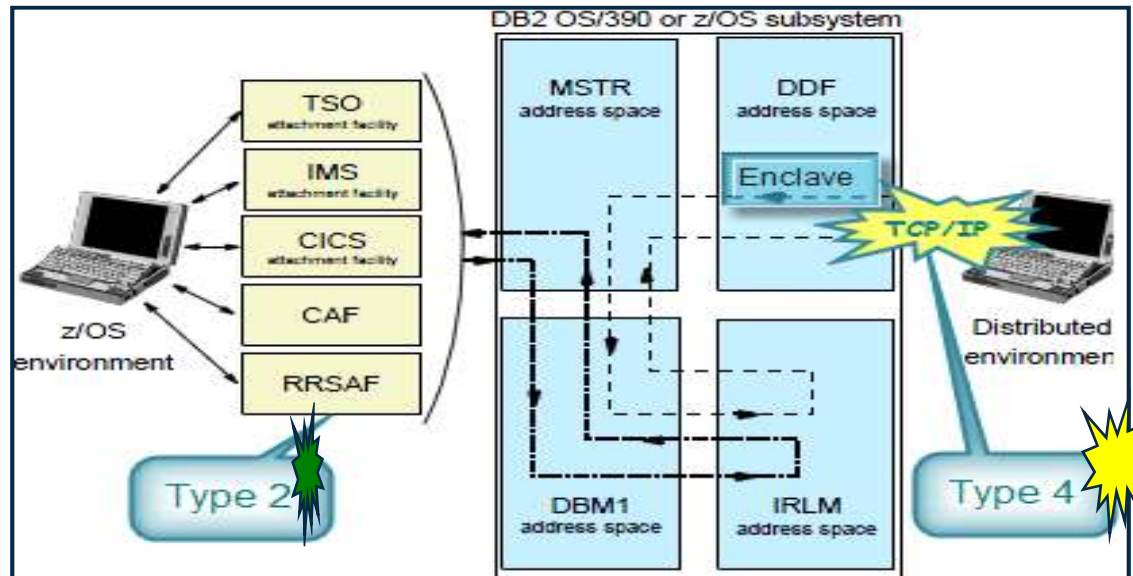 DB2 OS/390 or z/OS subsystem
TSO
attachment facility
IMS
attachment facility
CICS
attachment facility
CAF
RRSAF
z/OS
environment
Type 2
MSTR
address space
DDF
address space
Enclave
TCP/IP
DBM1
address space
IRLM
address space
Distributed
environmen
Type 4